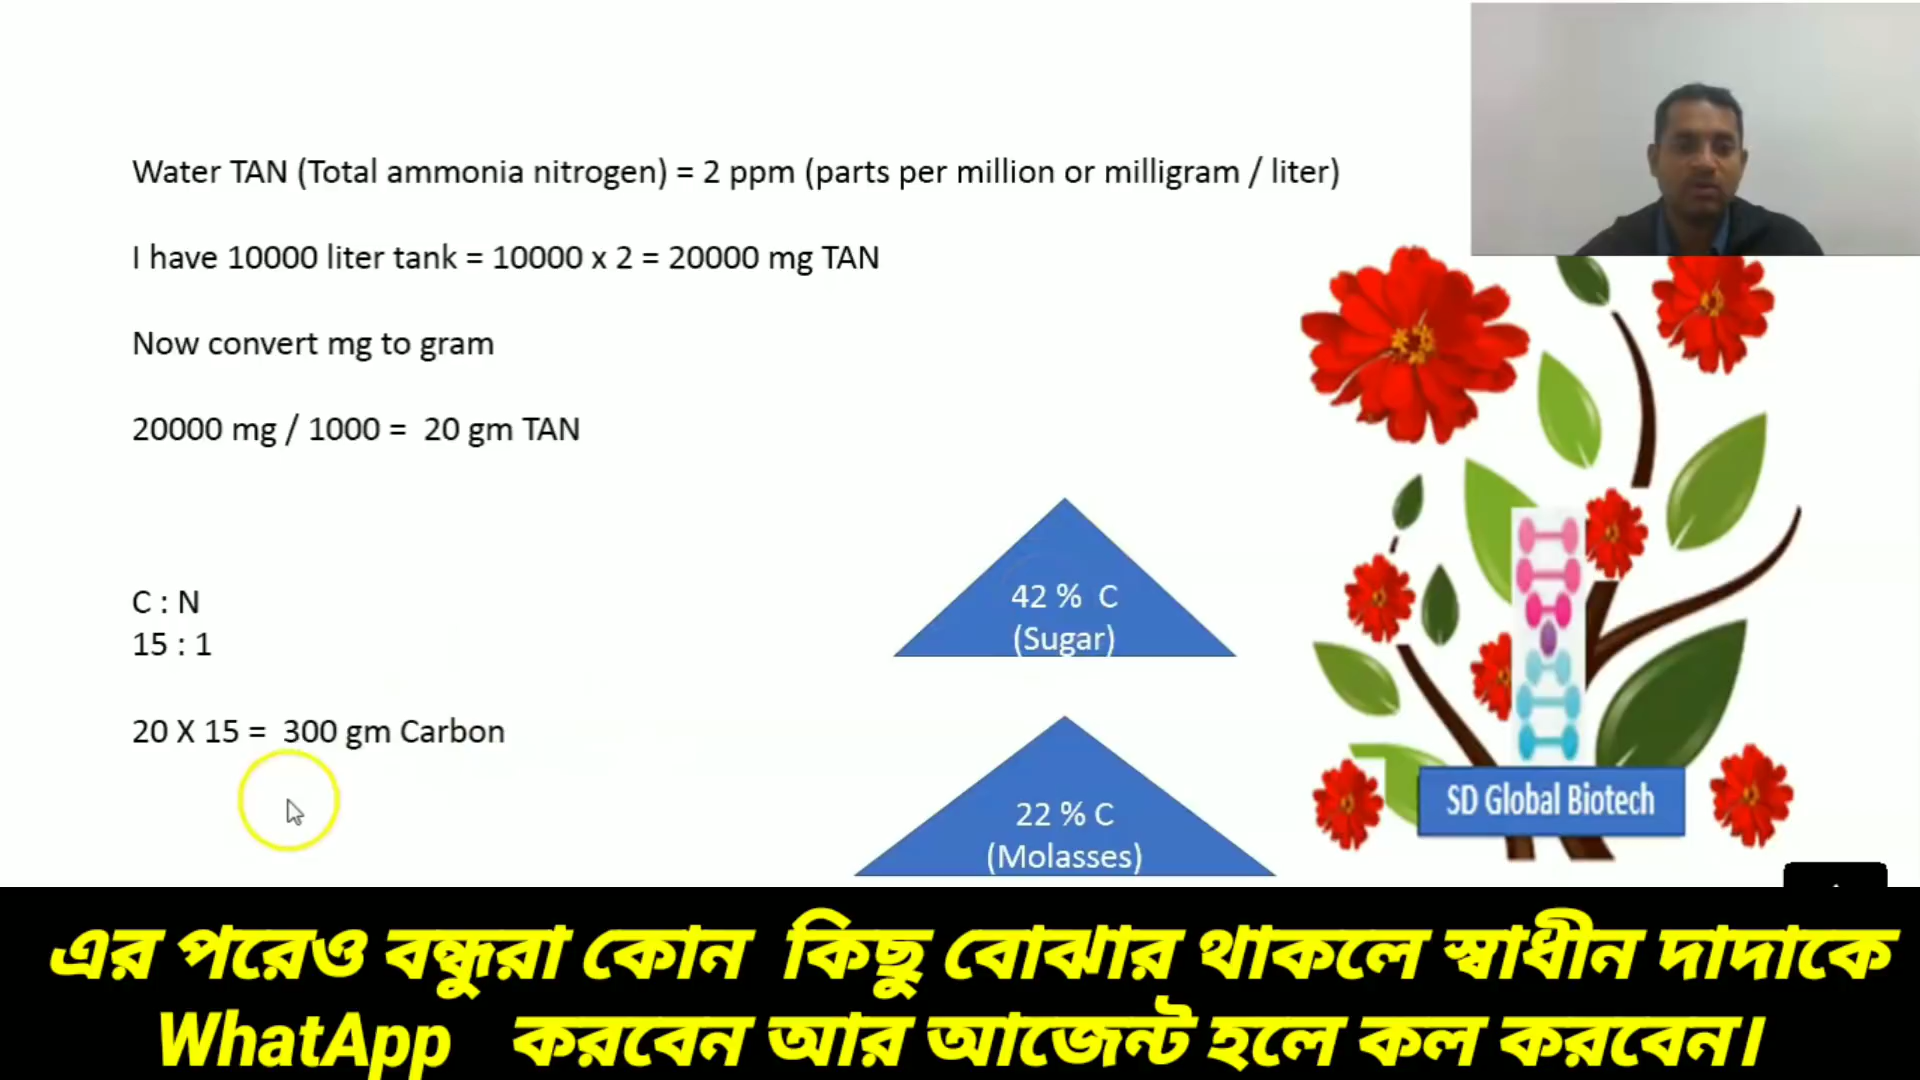 Water TAN (Total ammonia nitrogen) = 2 ppm (parts per million or milligram / liter)
I have 10000 liter tank = 10000 x 2 = 20000 mg TAN
Now convert mg to gram
20000 mg / 1000 =  20 gm TAN
C : N
15 : 1
20 X 15 =  300 gm Carbon
42 %  C
(Sugar)
22 % C
(Molasses)
SD Global Biotech
এর পরেও বন্ধুরা কোন কিছু বোঝার থাকলে স্বাধীন দাদাকে
WhatApp করবেন আর আজেন্ট হলে কল করবেন।